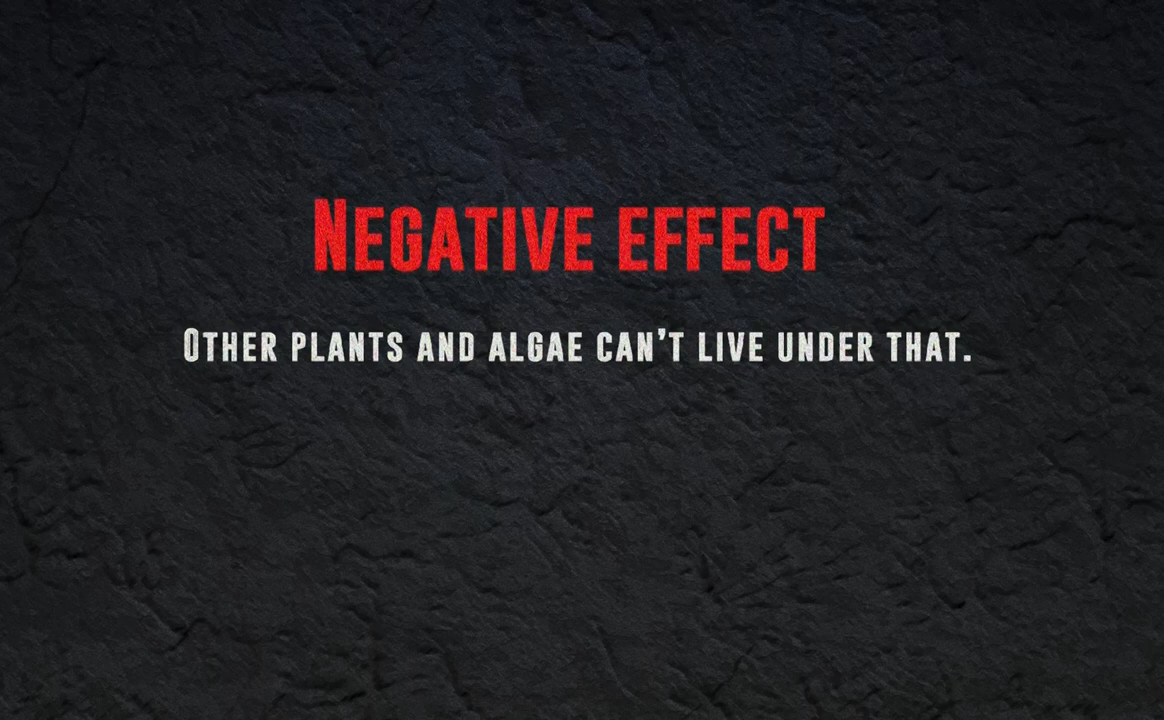 Negative effect
Other plants and algae can’t live under that.